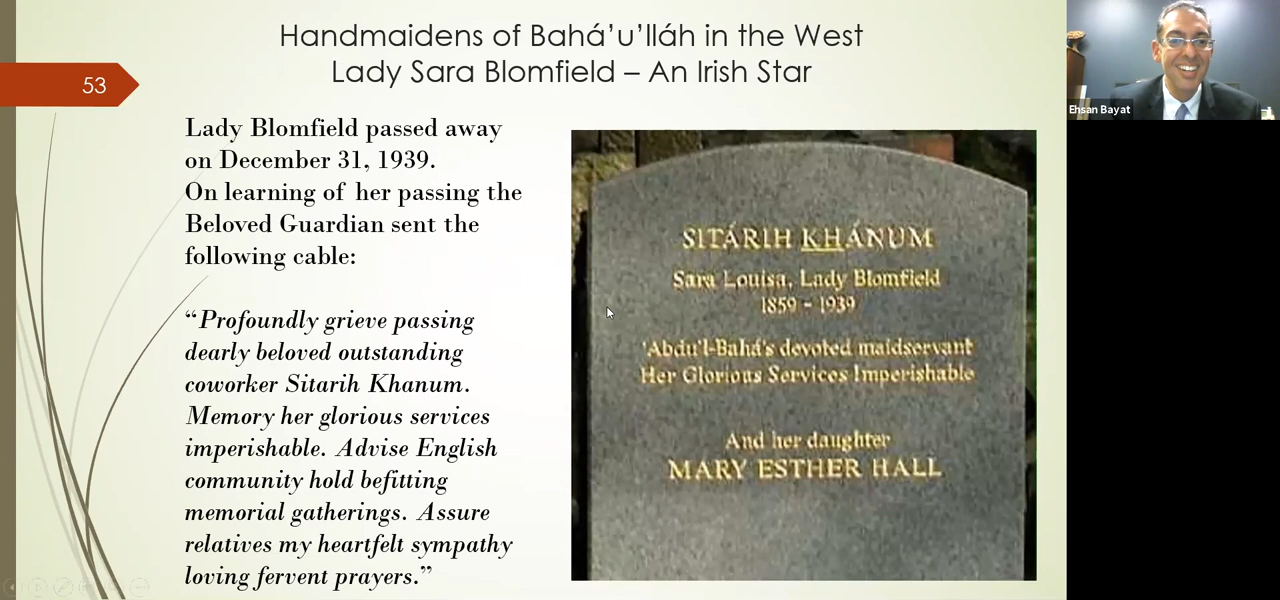 Handmaidens of Bahá’u’lláh in the West
Lady Sara Blomfield – An Irish Star
53
Lady Blomfield passed away
on December 31, 1939.
On learning of her passing the
Beloved Guardian sent the
following cable:
“Profoundly grieve passing
dearly beloved outstanding
coworker Sitarih Khanum.
Memory her glorious services
imperishable. Advise English
community hold befitting
memorial gatherings. Assure
relatives my heartfelt sympathy
loving fervent prayers.”
SITÁRIH KHÁNUM
Sara Louisa, Lady Blomfield
1859 - 1939
'Abdu'l-Bahá's devoted maidservant
Her Glorious Services Imperishable
And her daughter
MARY ESTHER HALL
Ehsan Bayat